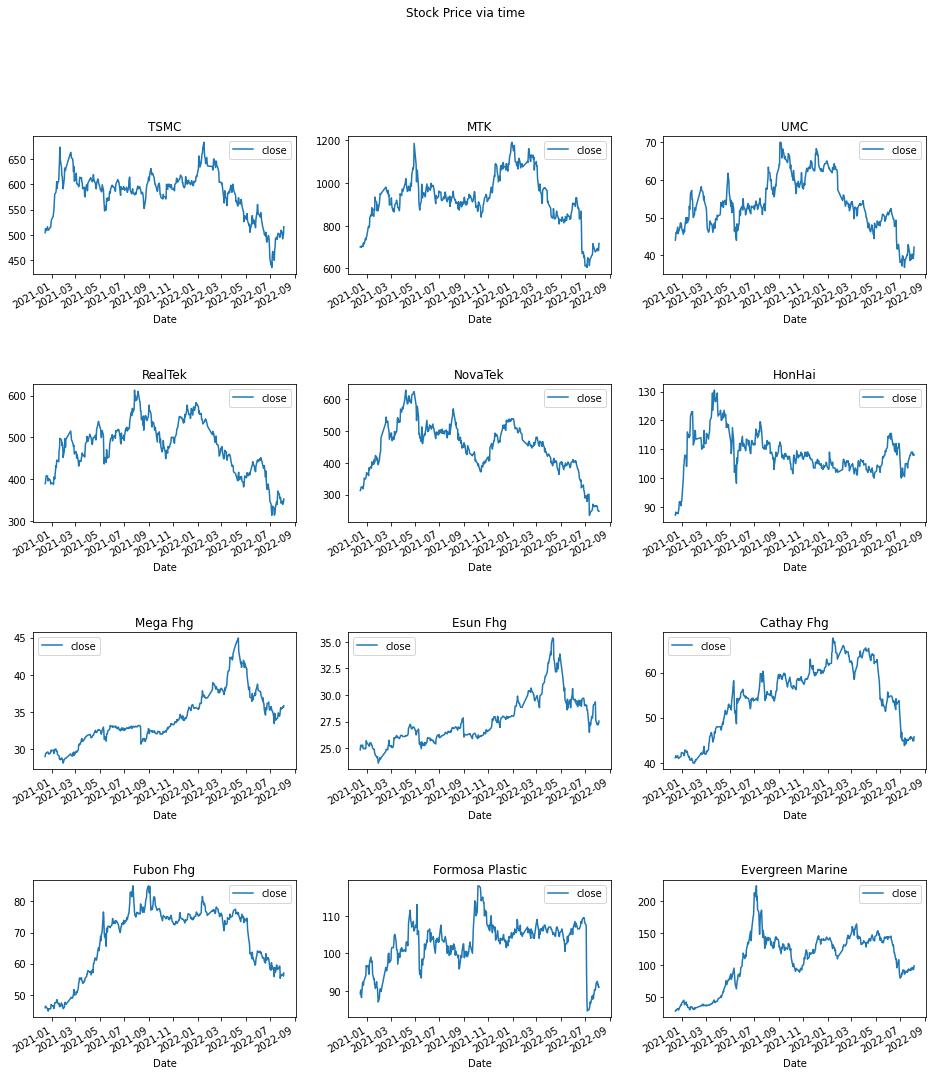 Stock Price via time
TSMC MTK UMC
close close close
650 1200 70
600 1000 60
550 800 50
500 600 40
450
2021-01 2021-03 2021-05 2021-07 2021-09 2021-11 2022-01 2022-03 2022-05 2022-07 2022-09 2021-01 2021-03 2021-05 2021-07 2021-09 2021-11 2022-01 2022-03 2022-05 2022-07 2022-09 2021-01 2021-03 2021-05 2021-07 2021-09 2021-11 2022-01 2022-03 2022-05 2022-07 2022-09
Date Date Date
RealTek NovaTek HonHai
close close close
600 600 130
500 500 120
400 400 110
300 300 100
90
2021-01 2021-03 2021-05 2021-07 2021-09 2021-11 2022-01 2022-03 2022-05 2022-07 2022-09 2021-01 2021-03 2021-05 2021-07 2021-09 2021-11 2022-01 2022-03 2022-05 2022-07 2022-09 2021-01 2021-03 2021-05 2021-07 2021-09 2021-11 2022-01 2022-03 2022-05 2022-07 2022-09
Date Date Date
Mega Fhg Esun Fhg Cathay Fhg
close close close
45 35.0 60
40 32.5 50
35 30.0 40
30 27.5
25.0
2021-01 2021-03 2021-05 2021-07 2021-09 2021-11 2022-01 2022-03 2022-05 2022-07 2022-09 2021-01 2021-03 2021-05 2021-07 2021-09 2021-11 2022-01 2022-03 2022-05 2022-07 2022-09 2021-01 2021-03 2021-05 2021-07 2021-09 2021-11 2022-01 2022-03 2022-05 2022-07 2022-09
Date Date Date
Fubon Fhg Formosa Plastic Evergreen Marine
close close close
80 110 200
70 100 150
60 90 100
50 50
2021-01 2021-03 2021-05 2021-07 2021-09 2021-11 2022-01 2022-03 2022-05 2022-07 2022-09 2021-01 2021-03 2021-05 2021-07 2021-09 2021-11 2022-01 2022-03 2022-05 2022-07 2022-09 2021-01 2021-03 2021-05 2021-07 2021-09 2021-11 2022-01 2022-03 2022-05 2022-07 2022-09
Date Date Date